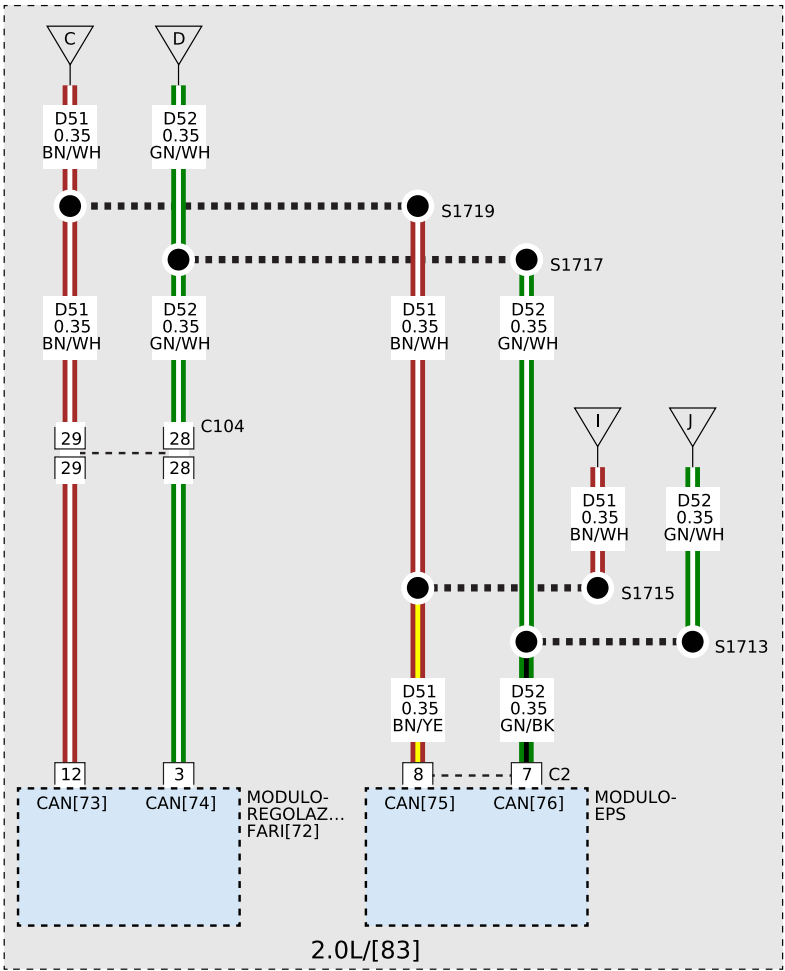 C
D
D51
0.35
BN/WH
D52
0.35
GN/WH
S1719
S1717
D51
0.35
BN/WH
D52
0.35
GN/WH
D51
0.35
BN/WH
D52
0.35
GN/WH
C104
29
28
29
28
I
J
D51
0.35
BN/WH
D52
0.35
GN/WH
S1715
S1713
D51
0.35
BN/YE
D52
0.35
GN/BK
12
3
8
7
C2
CAN[73]
CAN[74]
MODULO-
REGOLAZ...
FARI[72]
CAN[75]
CAN[76]
MODULO-
EPS
2.0L/[83]